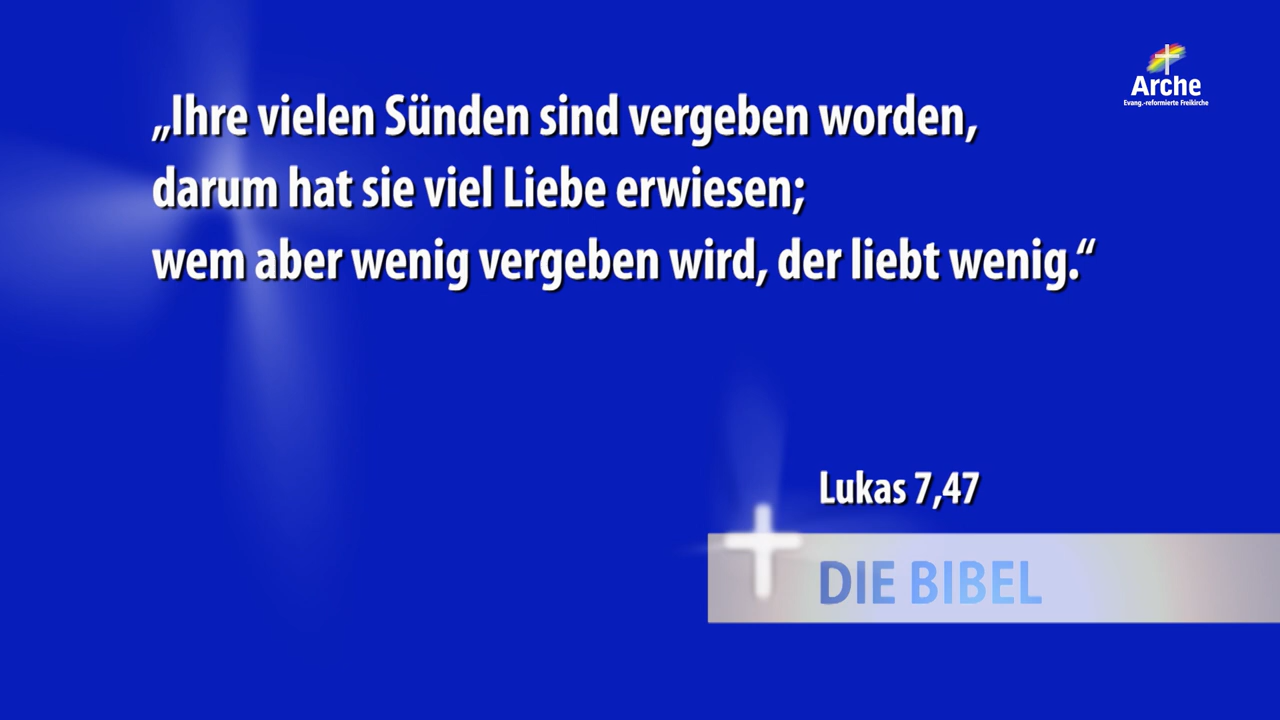 Arche
Evang.-reformierte Freikirche
„Ihre vielen Sünden sind vergeben worden,
darum hat sie viel Liebe erwiesen;
wem aber wenig vergeben wird, der liebt wenig.“
Lukas 7,47
DIE BIBEL